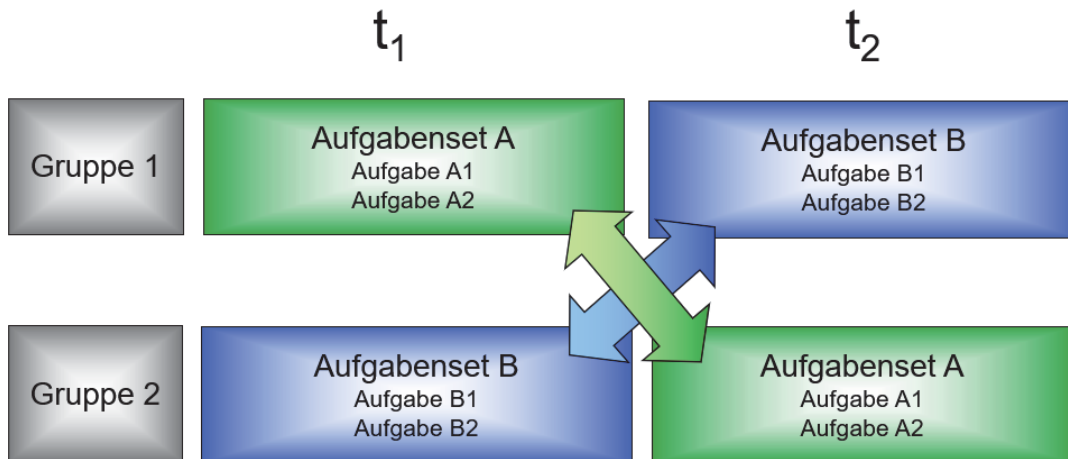 t₁
t₂
Gruppe 1
Aufgabenset A
Aufgabe A1
Aufgabe A2
Aufgabenset B
Aufgabe B1
Aufgabe B2
Gruppe 2
Aufgabenset B
Aufgabe B1
Aufgabe B2
Aufgabenset A
Aufgabe A1
Aufgabe A2